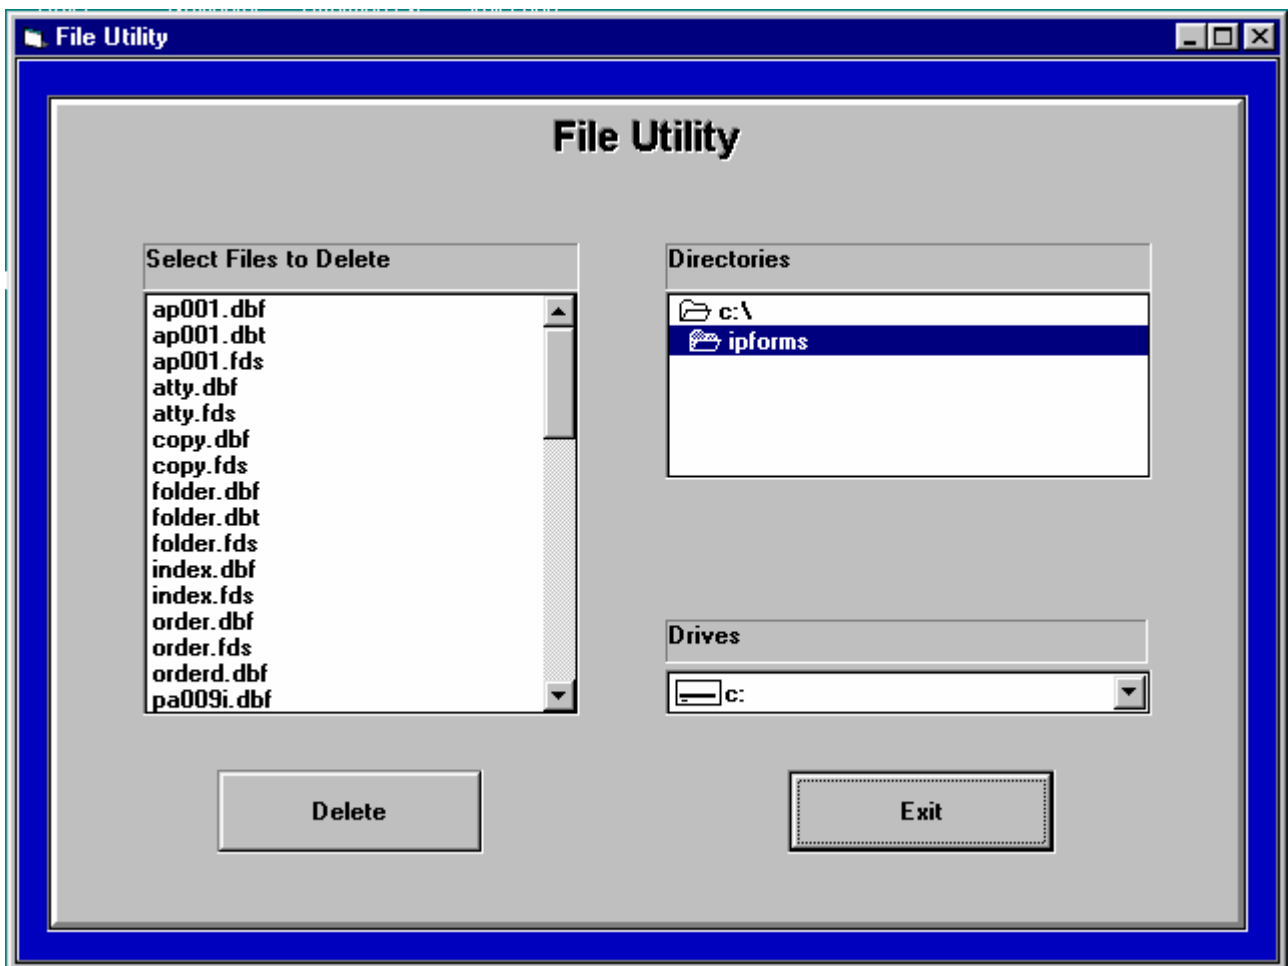 File Utility
File Utility
Select Files to Delete
ap001.dbf
ap001.dbt
ap001.fds
atty.dbf
atty.fds
copy.dbf
copy.fds
folder.dbf
folder.dbt
folder.fds
index.dbf
index.fds
order.dbf
order.fds
orderd.dbf
pa009i.dbf
Directories
c:\
ipforms
Drives
c:
Delete
Exit